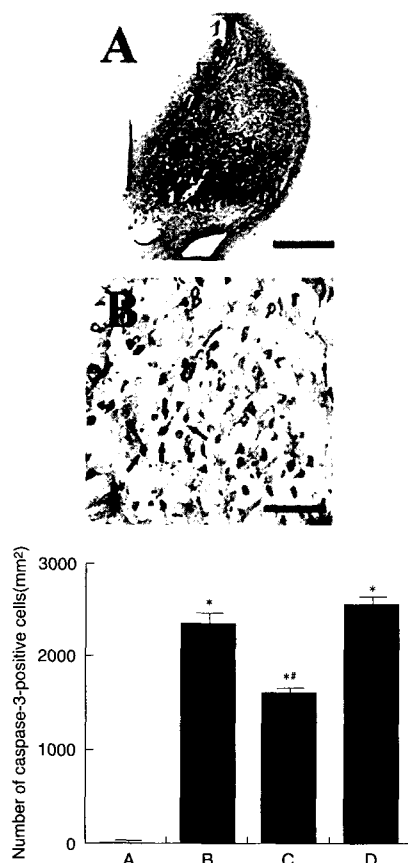 A
B
Number of caspase-3-positive cells(mm²)
3000
2000
1000
0
*
*#
*
A
B
C
D